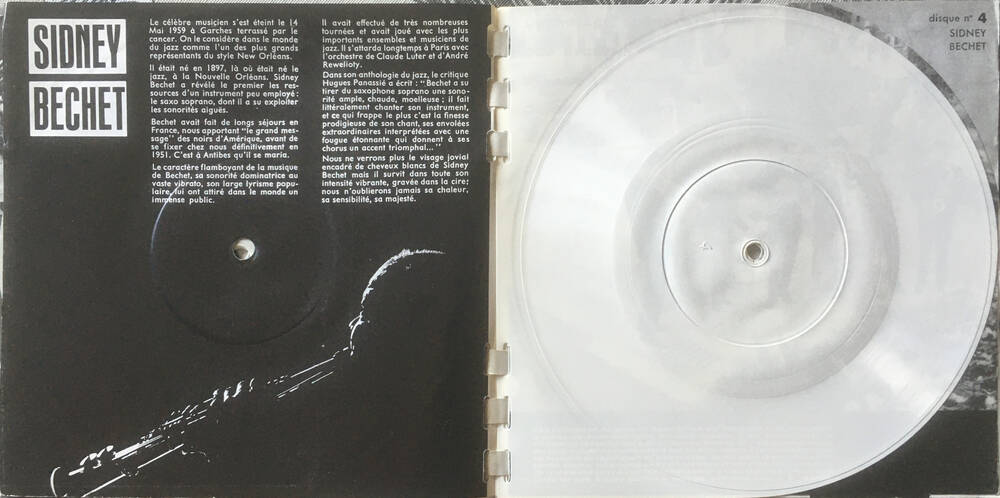 SIDNEY
BECHET
Le célèbre musicien s'est éteint le 14
Mai 1959 à Garches terrassé par le
cancer. On le considère dans le monde
du jazz comme l'un des plus grands
représentants du style New Orléans.
Il était né en 1897, là où était né le
jazz, à la Nouvelle Orléans. Sidney
Bechet a révélé le premier les res-
sources d'un instrument peu employé :
le saxo soprano, dont il a su exploiter
les sonorités aiguës.
Bechet avait fait de longs séjours en
France, nous apportant "le grand mes-
sage" des noirs d'Amérique, avant de
se fixer chez nous définitivement en
1951. C'est à Antibes qu'il se maria.
Le caractère flamboyant de la musique
de Bechet, sa sonorité dominatrice au
vaste vibrato, son large lyrisme popu-
laire, lui ont attiré dans le monde un
immense public.
Il avait effectué de très nombreuses
tournées et avait joué avec les plus
importants ensembles et musiciens de
jazz. Il s'attarda longtemps à Paris avec
l'orchestre de Claude Luter et d'André
Rewelioty.
Dans son anthologie du jazz, le critique
Hugues Panassié a écrit : "Bechet a su
tirer du saxophone soprano une sono-
rité ample, chaude, moelleuse ; il fait
littéralement chanter son instrument,
et ce qui frappe le plus c'est la finesse
prodigieuse de son chant, ses envolées
extraordinaires interprétées avec une
fougue étonnante qui donnent à ses
chorus un accent triomphal..."
Nous ne verrons plus le visage jovial
encadré de cheveux blancs de Sidney
Bechet mais il survit dans toute son
intensité vibrante, gravée dans la cire;
nous n'oublierons jamais sa chaleur,
sa sensibilité, sa majesté.
disque n° 4
SIDNEY
BECHET